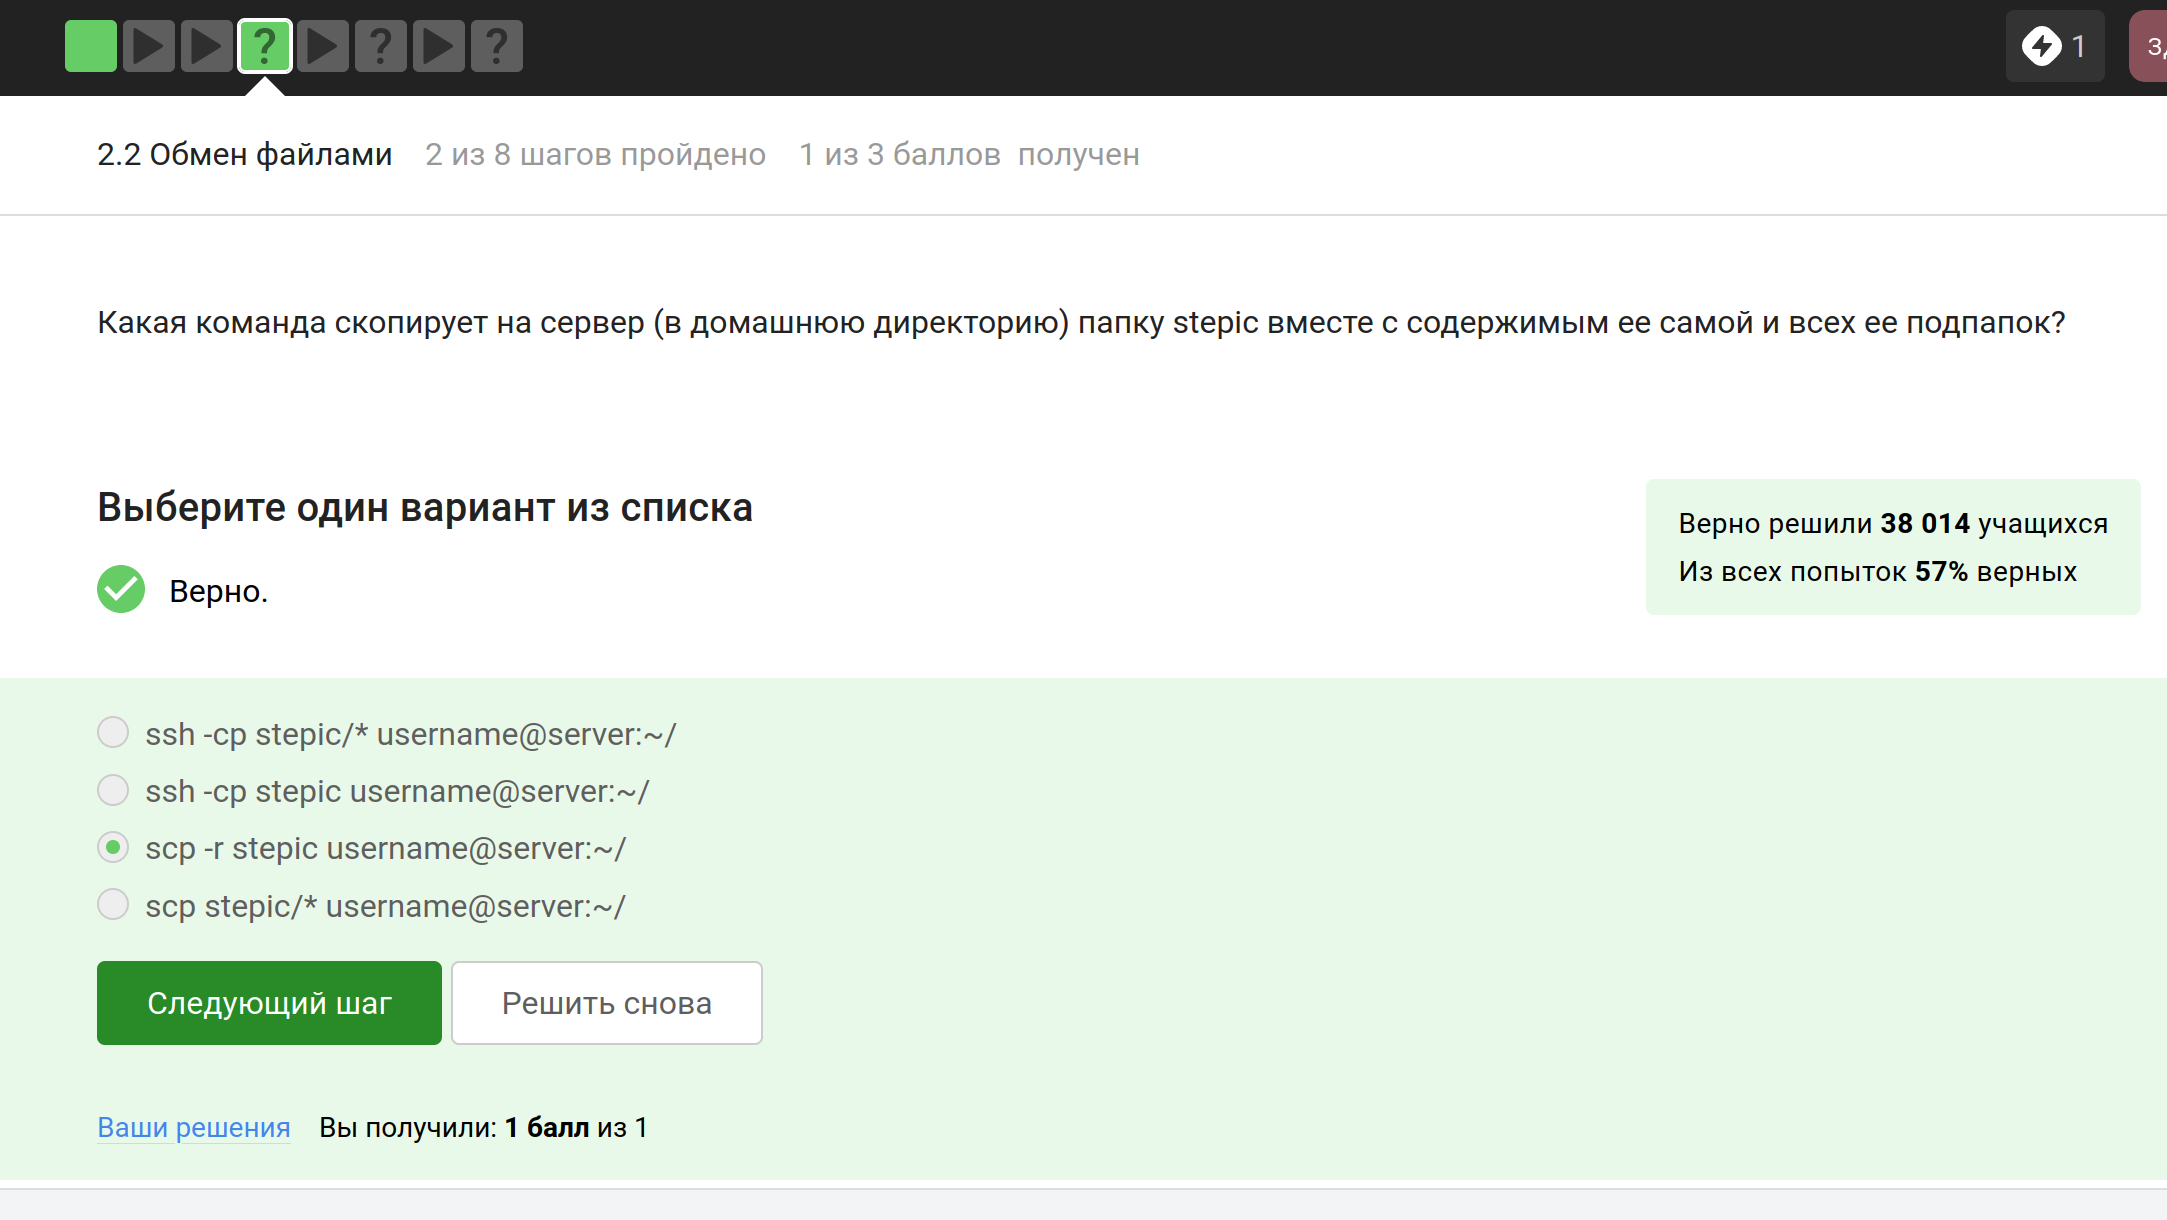 1
2.2 Обмен файлами 2 из 8 шагов пройдено 1 из 3 баллов получен
Какая команда скопирует на сервер (в домашнюю директорию) папку stepic вместе с содержимым ее самой и всех ее подпапок?
Выберите один вариант из списка
Верно.
Верно решили 38 014 учащихся
Из всех попыток 57% верных
ssh -cp stepic/* username@server:~/
ssh -cp stepic username@server:~/
scp -r stepic username@server:~/
scp stepic/* username@server:~/
Следующий шаг Решить снова
Ваши решения Вы получили: 1 балл из 1